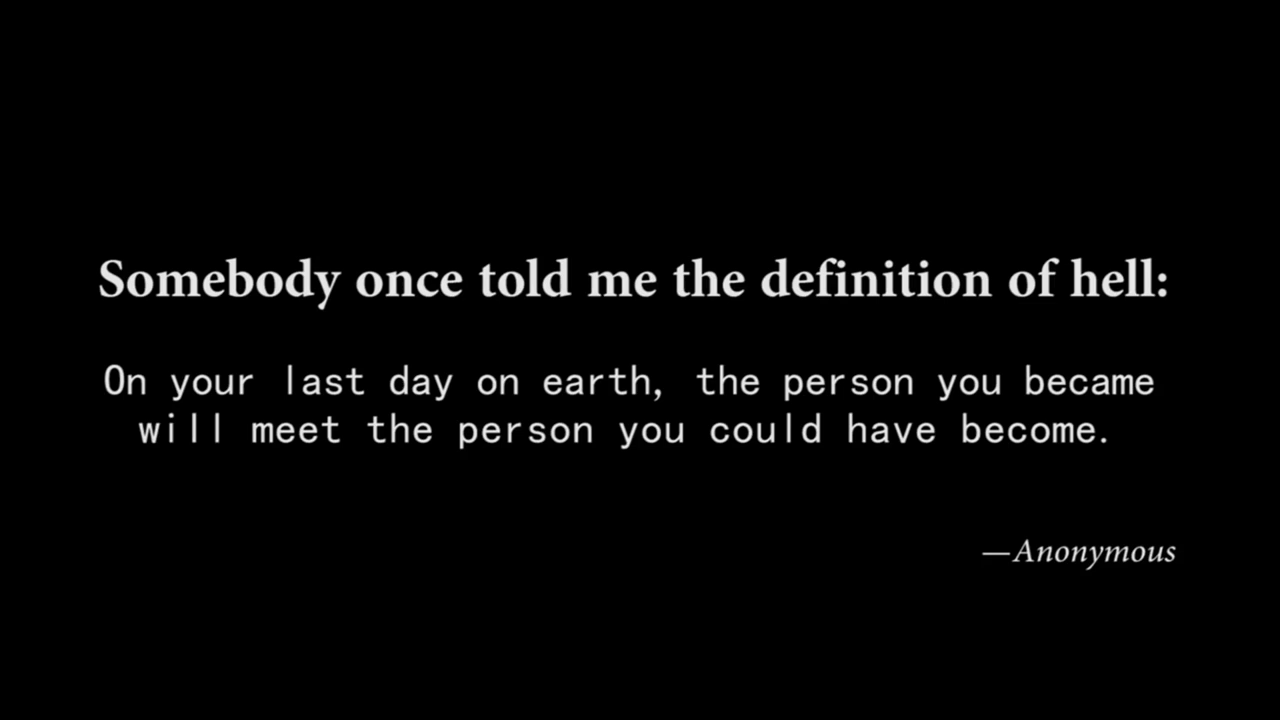 Somebody once told me the definition of hell:
On your last day on earth, the person you became
will meet the person you could have become.
—Anonymous